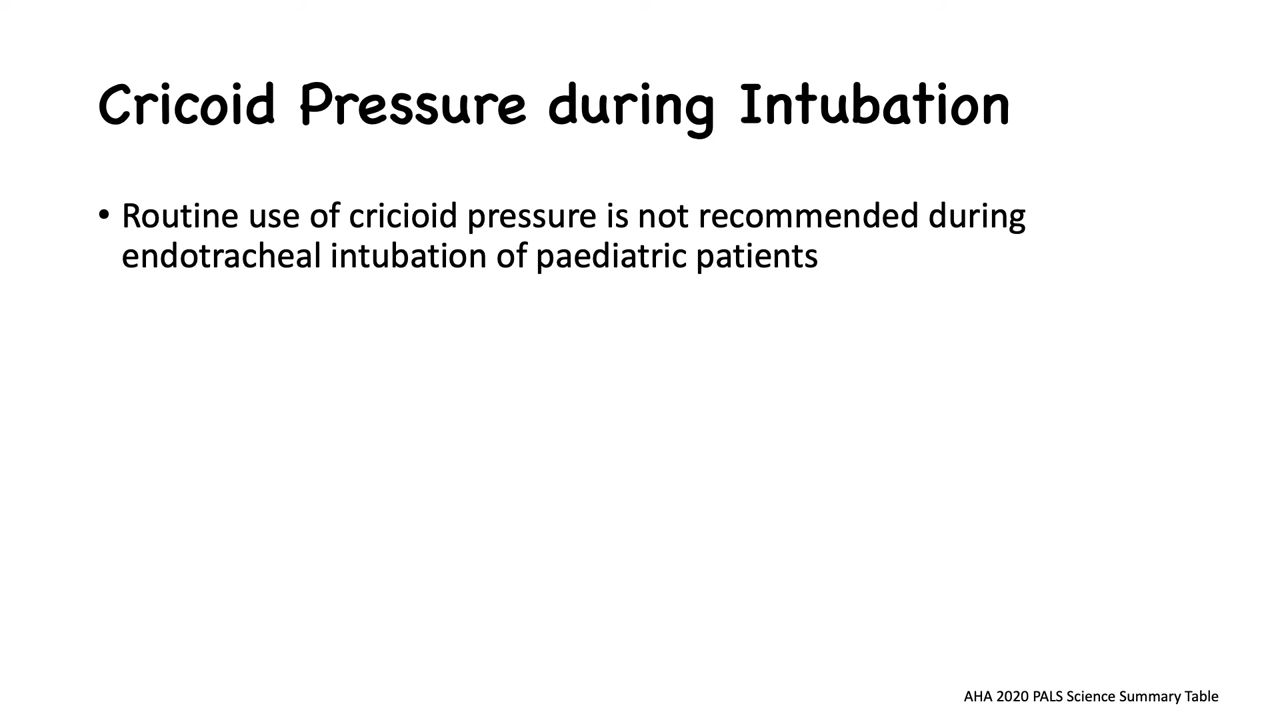 Cricoid Pressure during Intubation
• Routine use of cricioid pressure is not recommended during
endotracheal intubation of paediatric patients
AHA 2020 PALS Science Summary Table